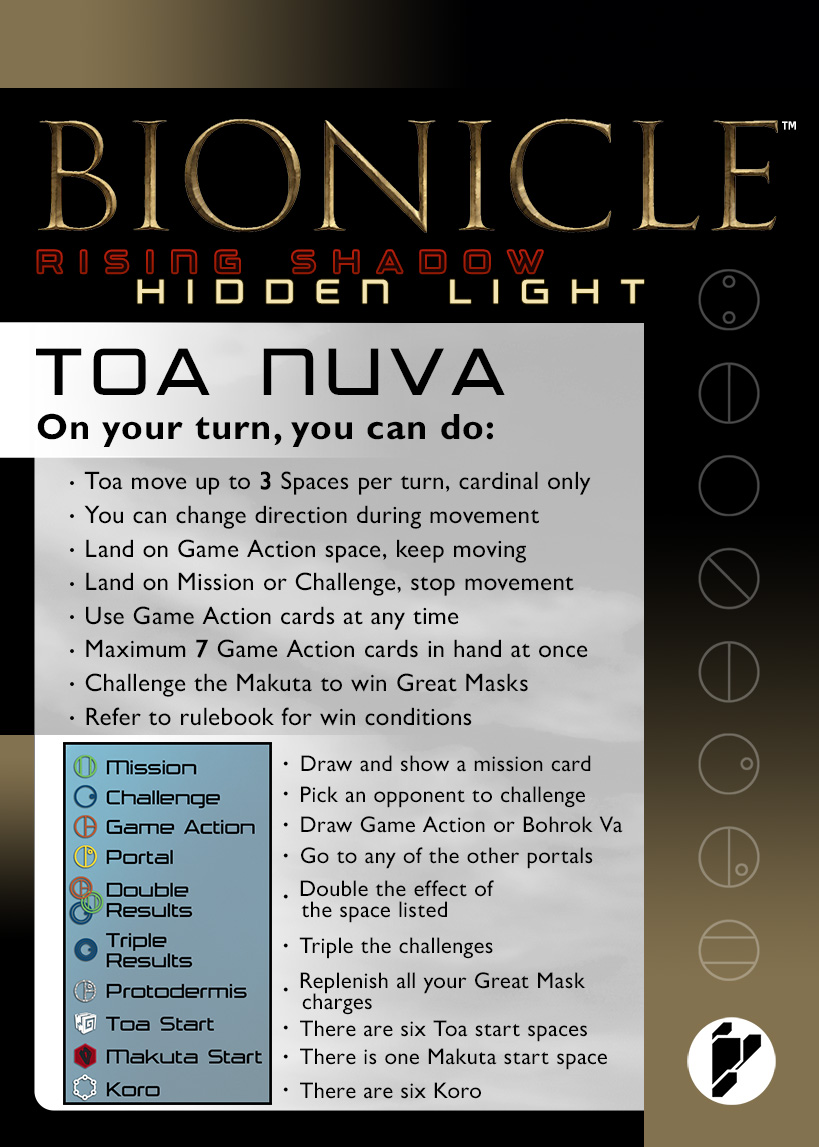 BIONICLE™
RISING SHADOW
HIDDEN LIGHT
TOA NUVA
On your turn, you can do:
· Toa move up to 3 Spaces per turn, cardinal only
· You can change direction during movement
· Land on Game Action space, keep moving
· Land on Mission or Challenge, stop movement
· Use Game Action cards at any time
· Maximum 7 Game Action cards in hand at once
· Challenge the Makuta to win Great Masks
· Refer to rulebook for win conditions
Mission · Draw and show a mission card
Challenge · Pick an opponent to challenge
Game Action · Draw Game Action or Bohrok Va
Portal · Go to any of the other portals
Double · Double the effect of
Results the space listed
Triple
Results · Triple the challenges
Protodermis · Replenish all your Great Mask
charges
Toa Start · There are six Toa start spaces
Makuta Start · There is one Makuta start space
Koro · There are six Koro